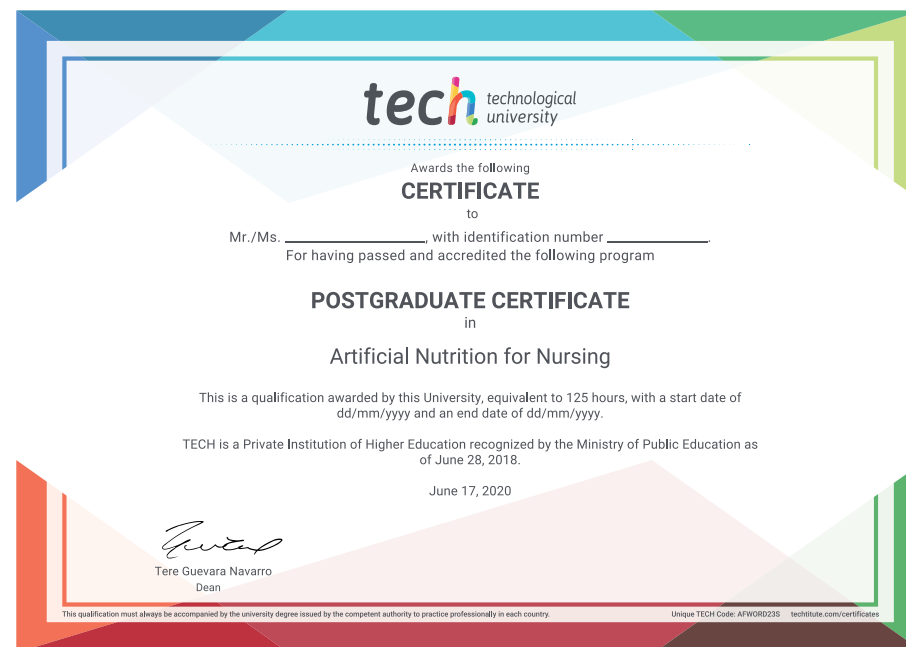 tech technological
university
Awards the following
CERTIFICATE
to
Mr./Ms. ____________________, with identification number ______________.
For having passed and accredited the following program
POSTGRADUATE CERTIFICATE
in
Artificial Nutrition for Nursing
This is a qualification awarded by this University, equivalent to 125 hours, with a start date of
dd/mm/yyyy and an end date of dd/mm/yyyy.
TECH is a Private Institution of Higher Education recognized by the Ministry of Public Education as
of June 28, 2018.
June 17, 2020
Tere Guevara Navarro
Dean
This qualification must always be accompanied by the university degree issued by the competent authority to practice professionally in each country. Unique TECH Code: AFWORD23S techtitute.com/certificates